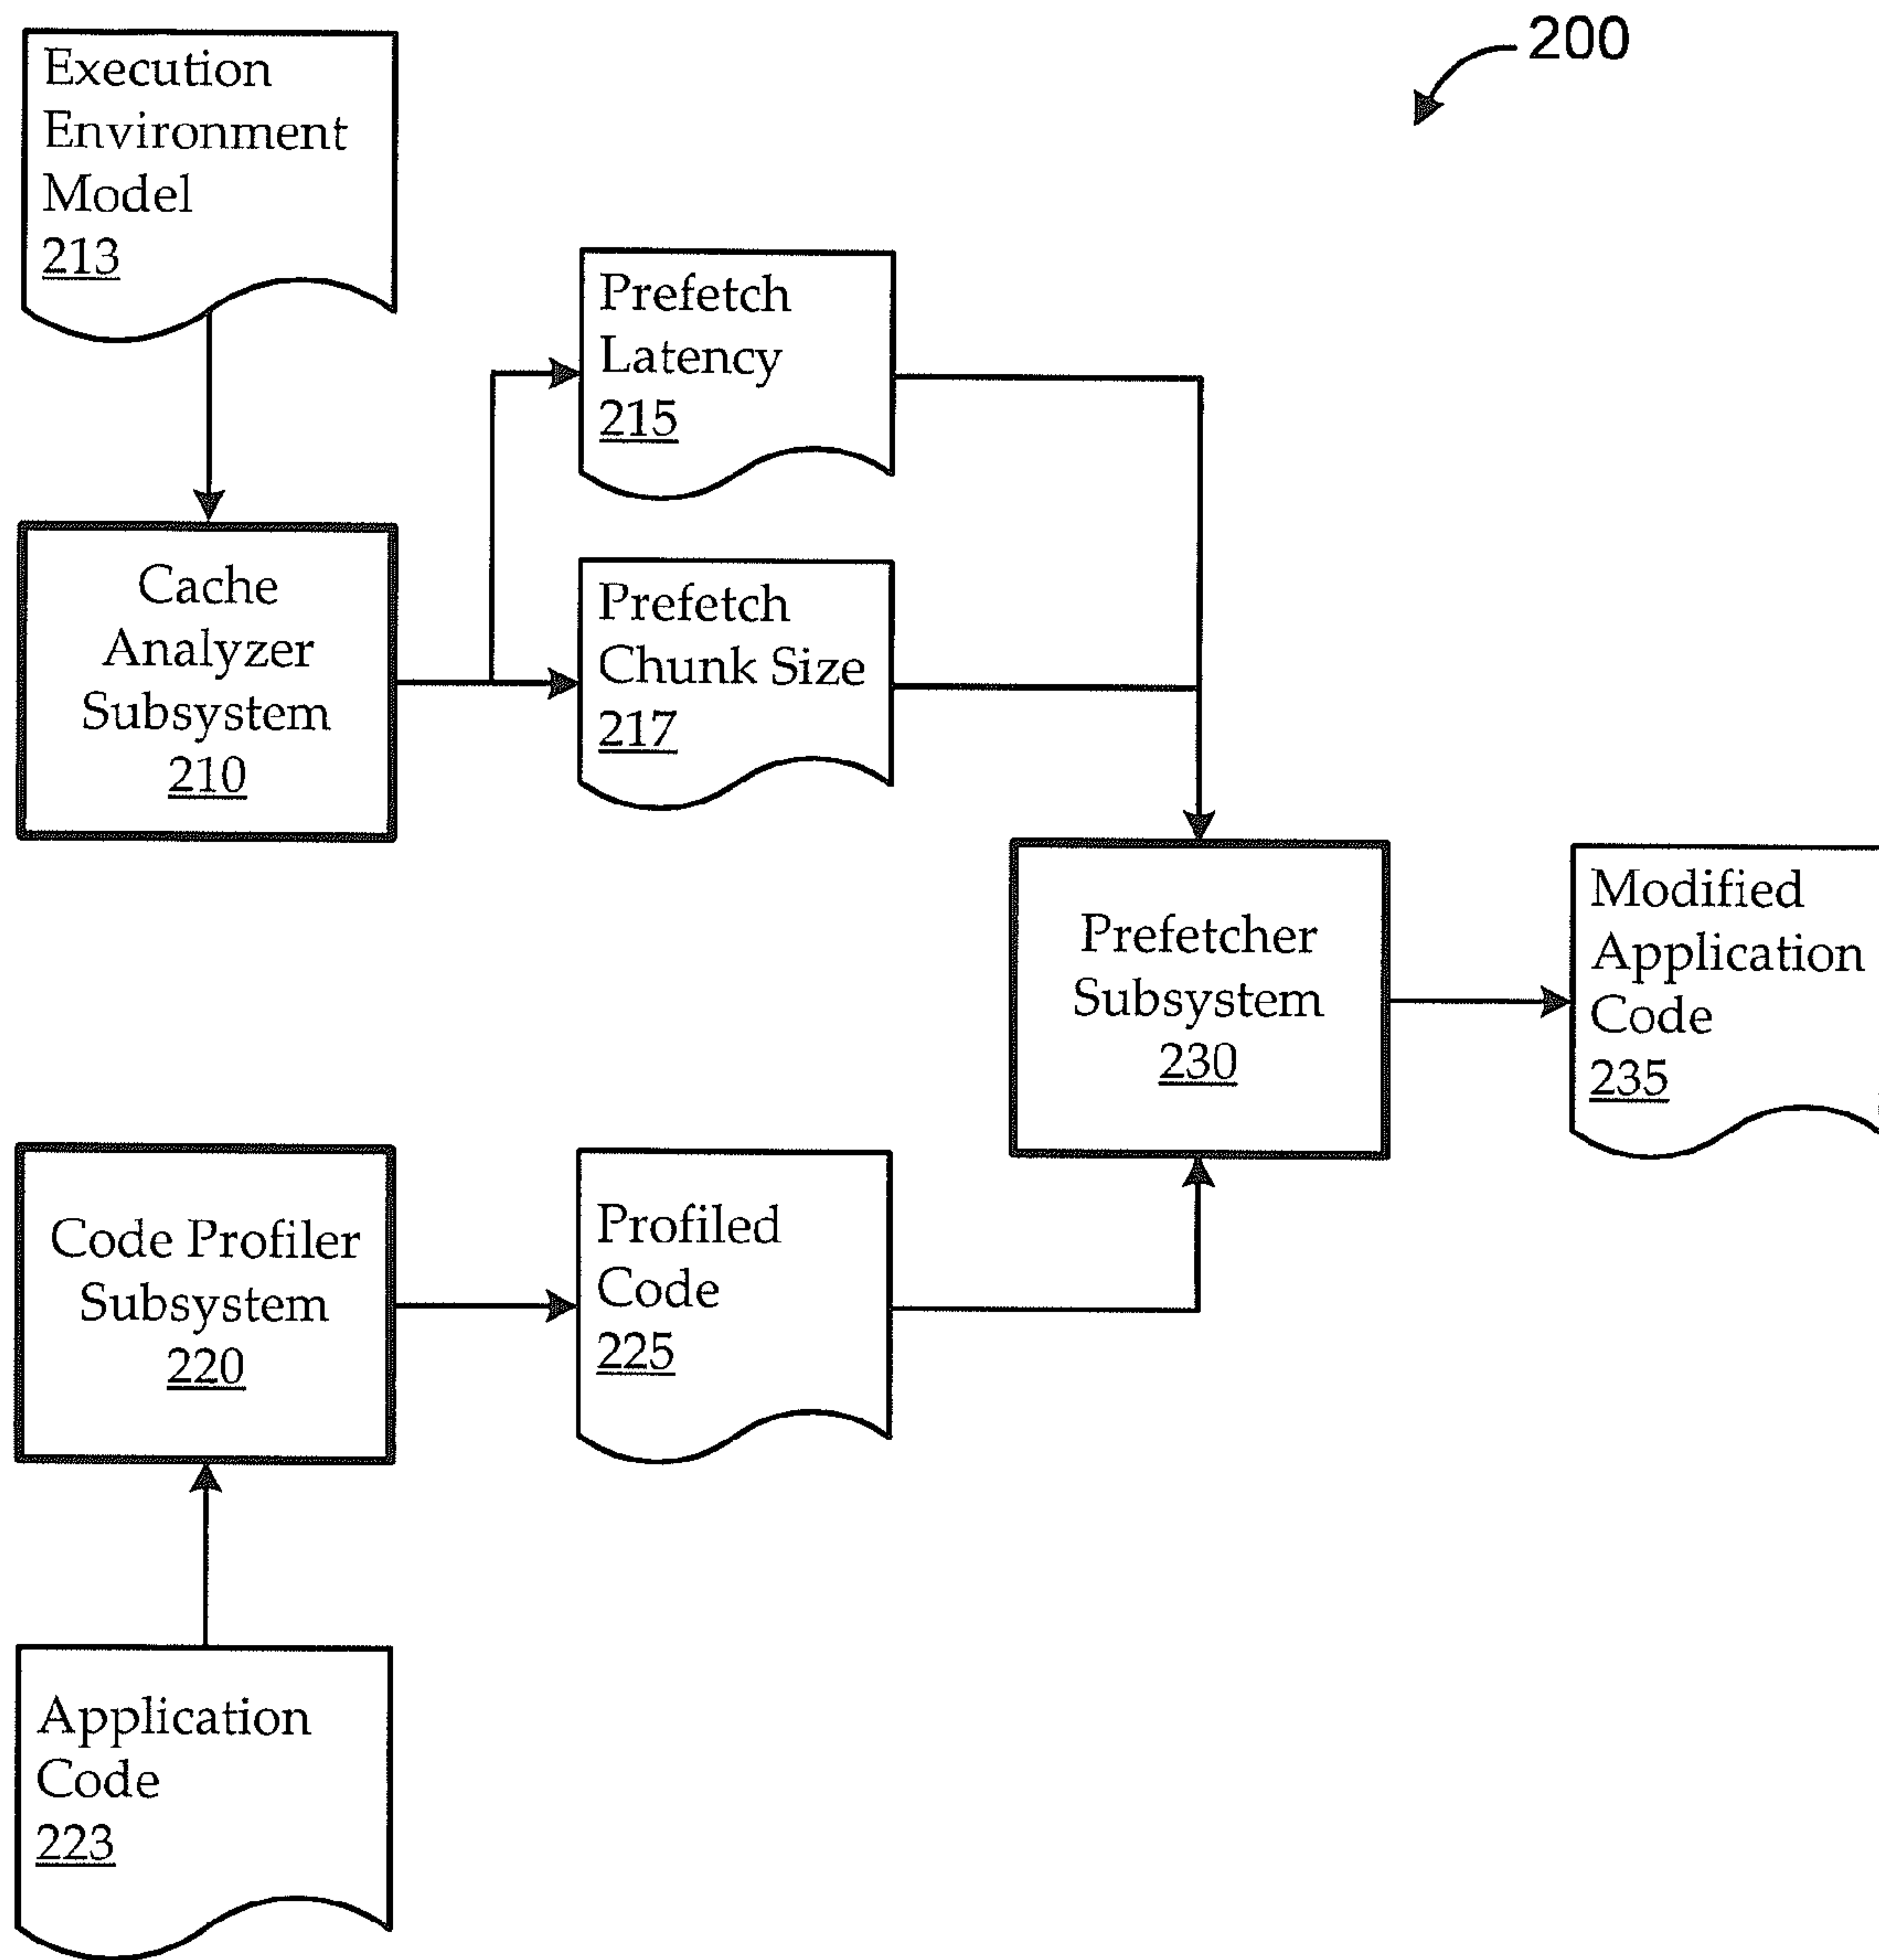 200
Execution
Environment
Model
213
Prefetch
Latency
215
Cache
Analyzer
Subsystem
210
Prefetch
Chunk Size
217
Prefetcher
Subsystem
230
Modified
Application
Code
235
Code Profiler
Subsystem
220
Profiled
Code
225
Application
Code
223